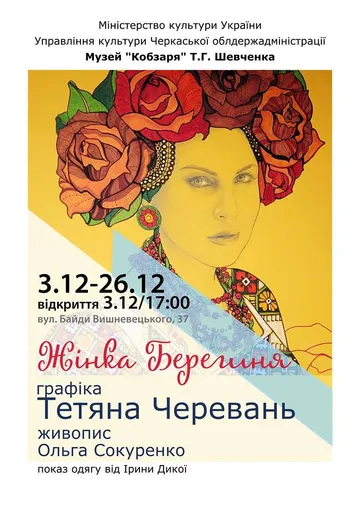 Міністерство культури України
Управління культури Черкаської облдержадміністрації
Музей "Кобзаря" Т.Г. Шевченка
3.12-26.12
відкриття 3.12/17:00
вул. Байди Вишневецького, 37
Жінка Берегиня
графіка
Тетяна Черевань
живопис
Ольга Сокуренко
показ одягу від Ірини Дикої